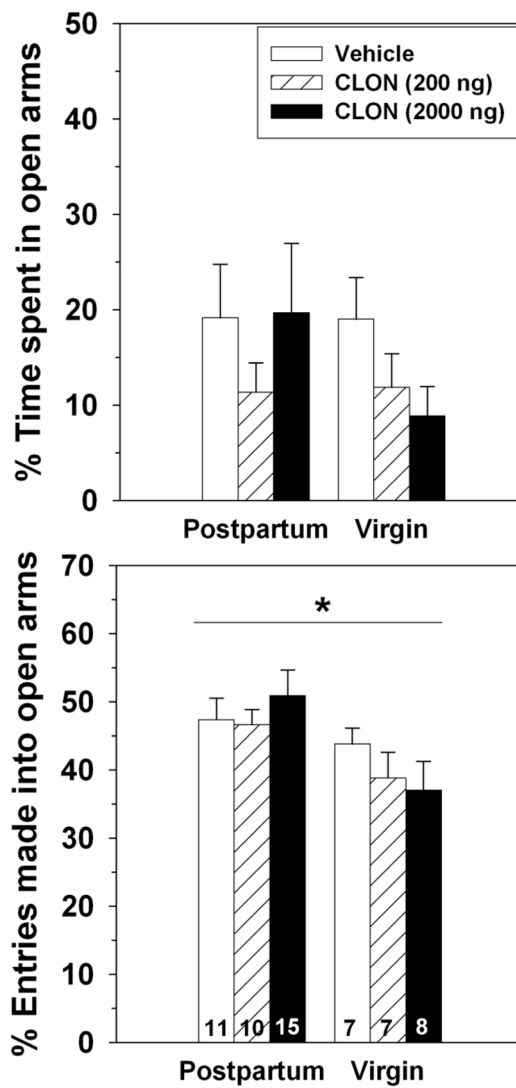 % Time spent in open arms
50
40
30
20
10
0
Vehicle
CLON (200 ng)
CLON (2000 ng)
Postpartum Virgin
% Entries made into open arms
70
60
50
40
30
20
10
0
*
11 10 15 7 7 8
Postpartum Virgin